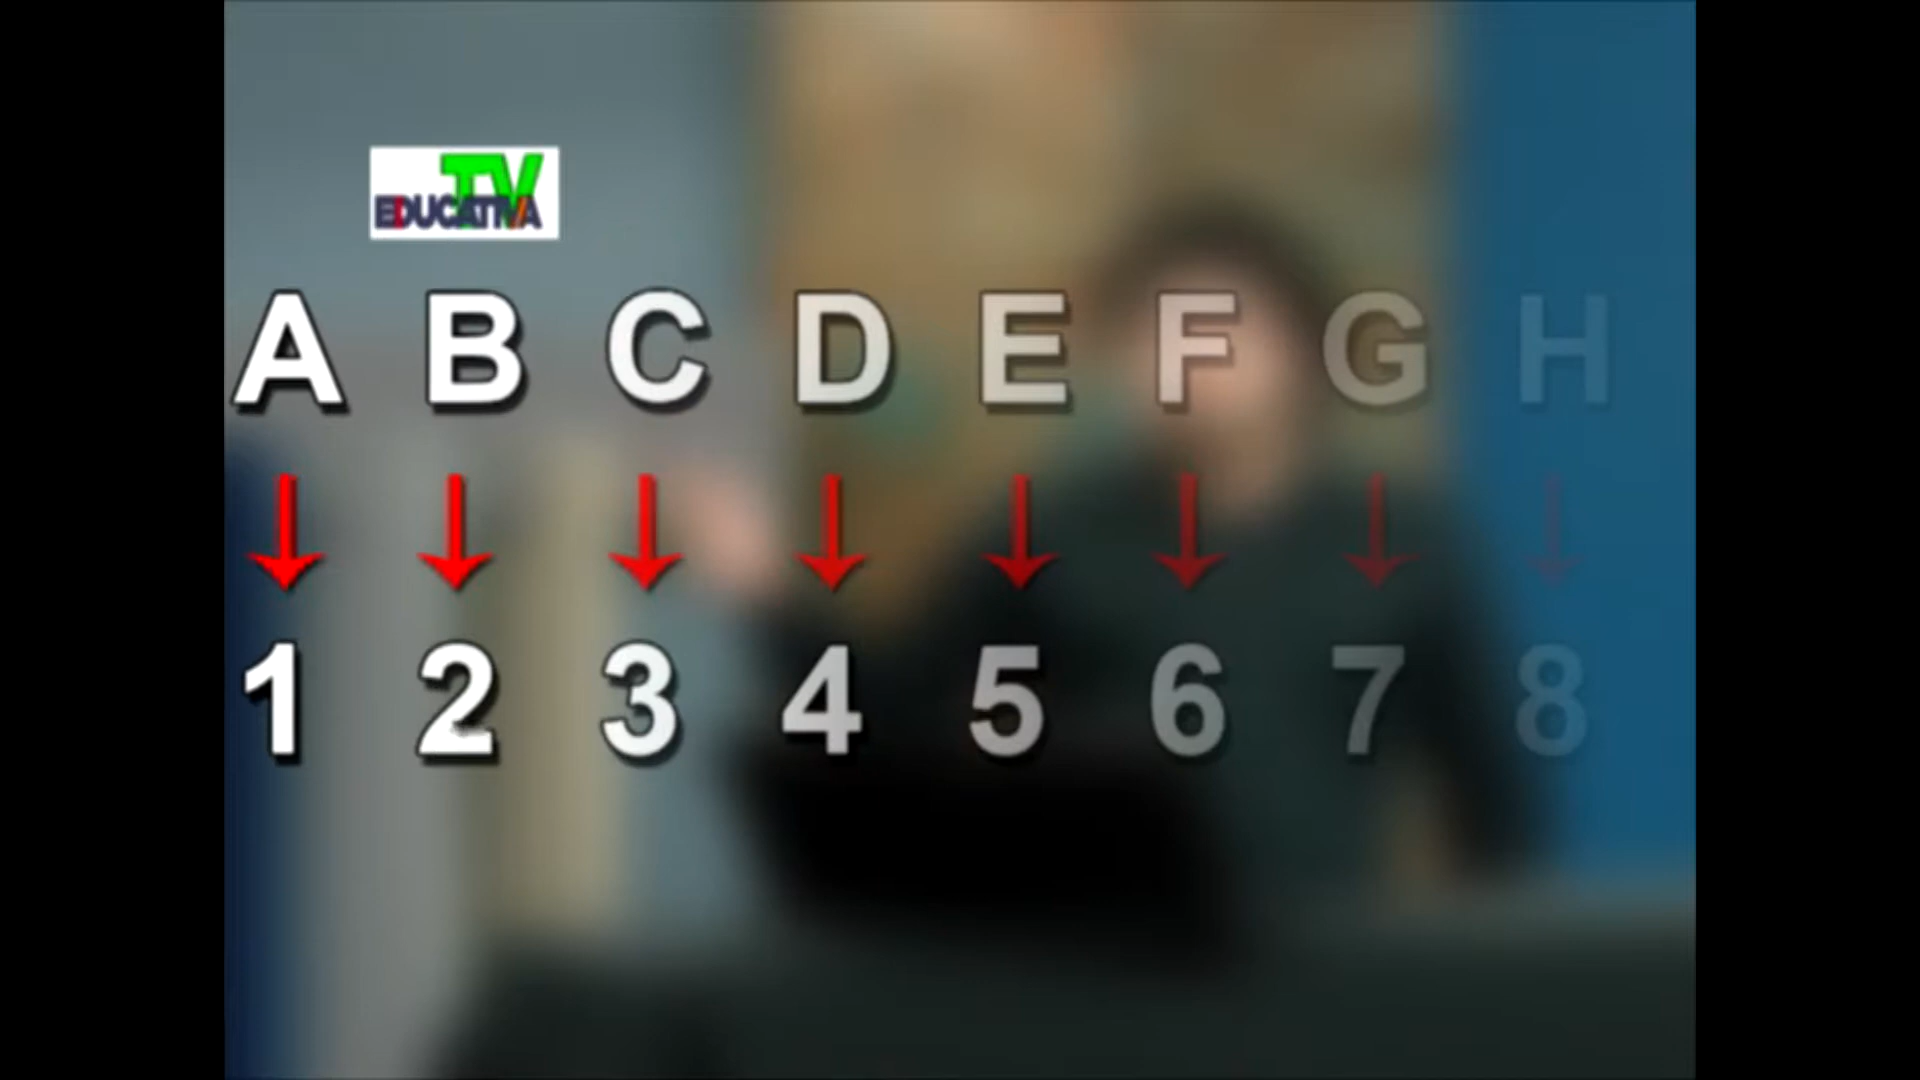 TV
EDUCATIVA
A B C D E F G H
↓ ↓ ↓ ↓ ↓ ↓ ↓ ↓
1 2 3 4 5 6 7 8